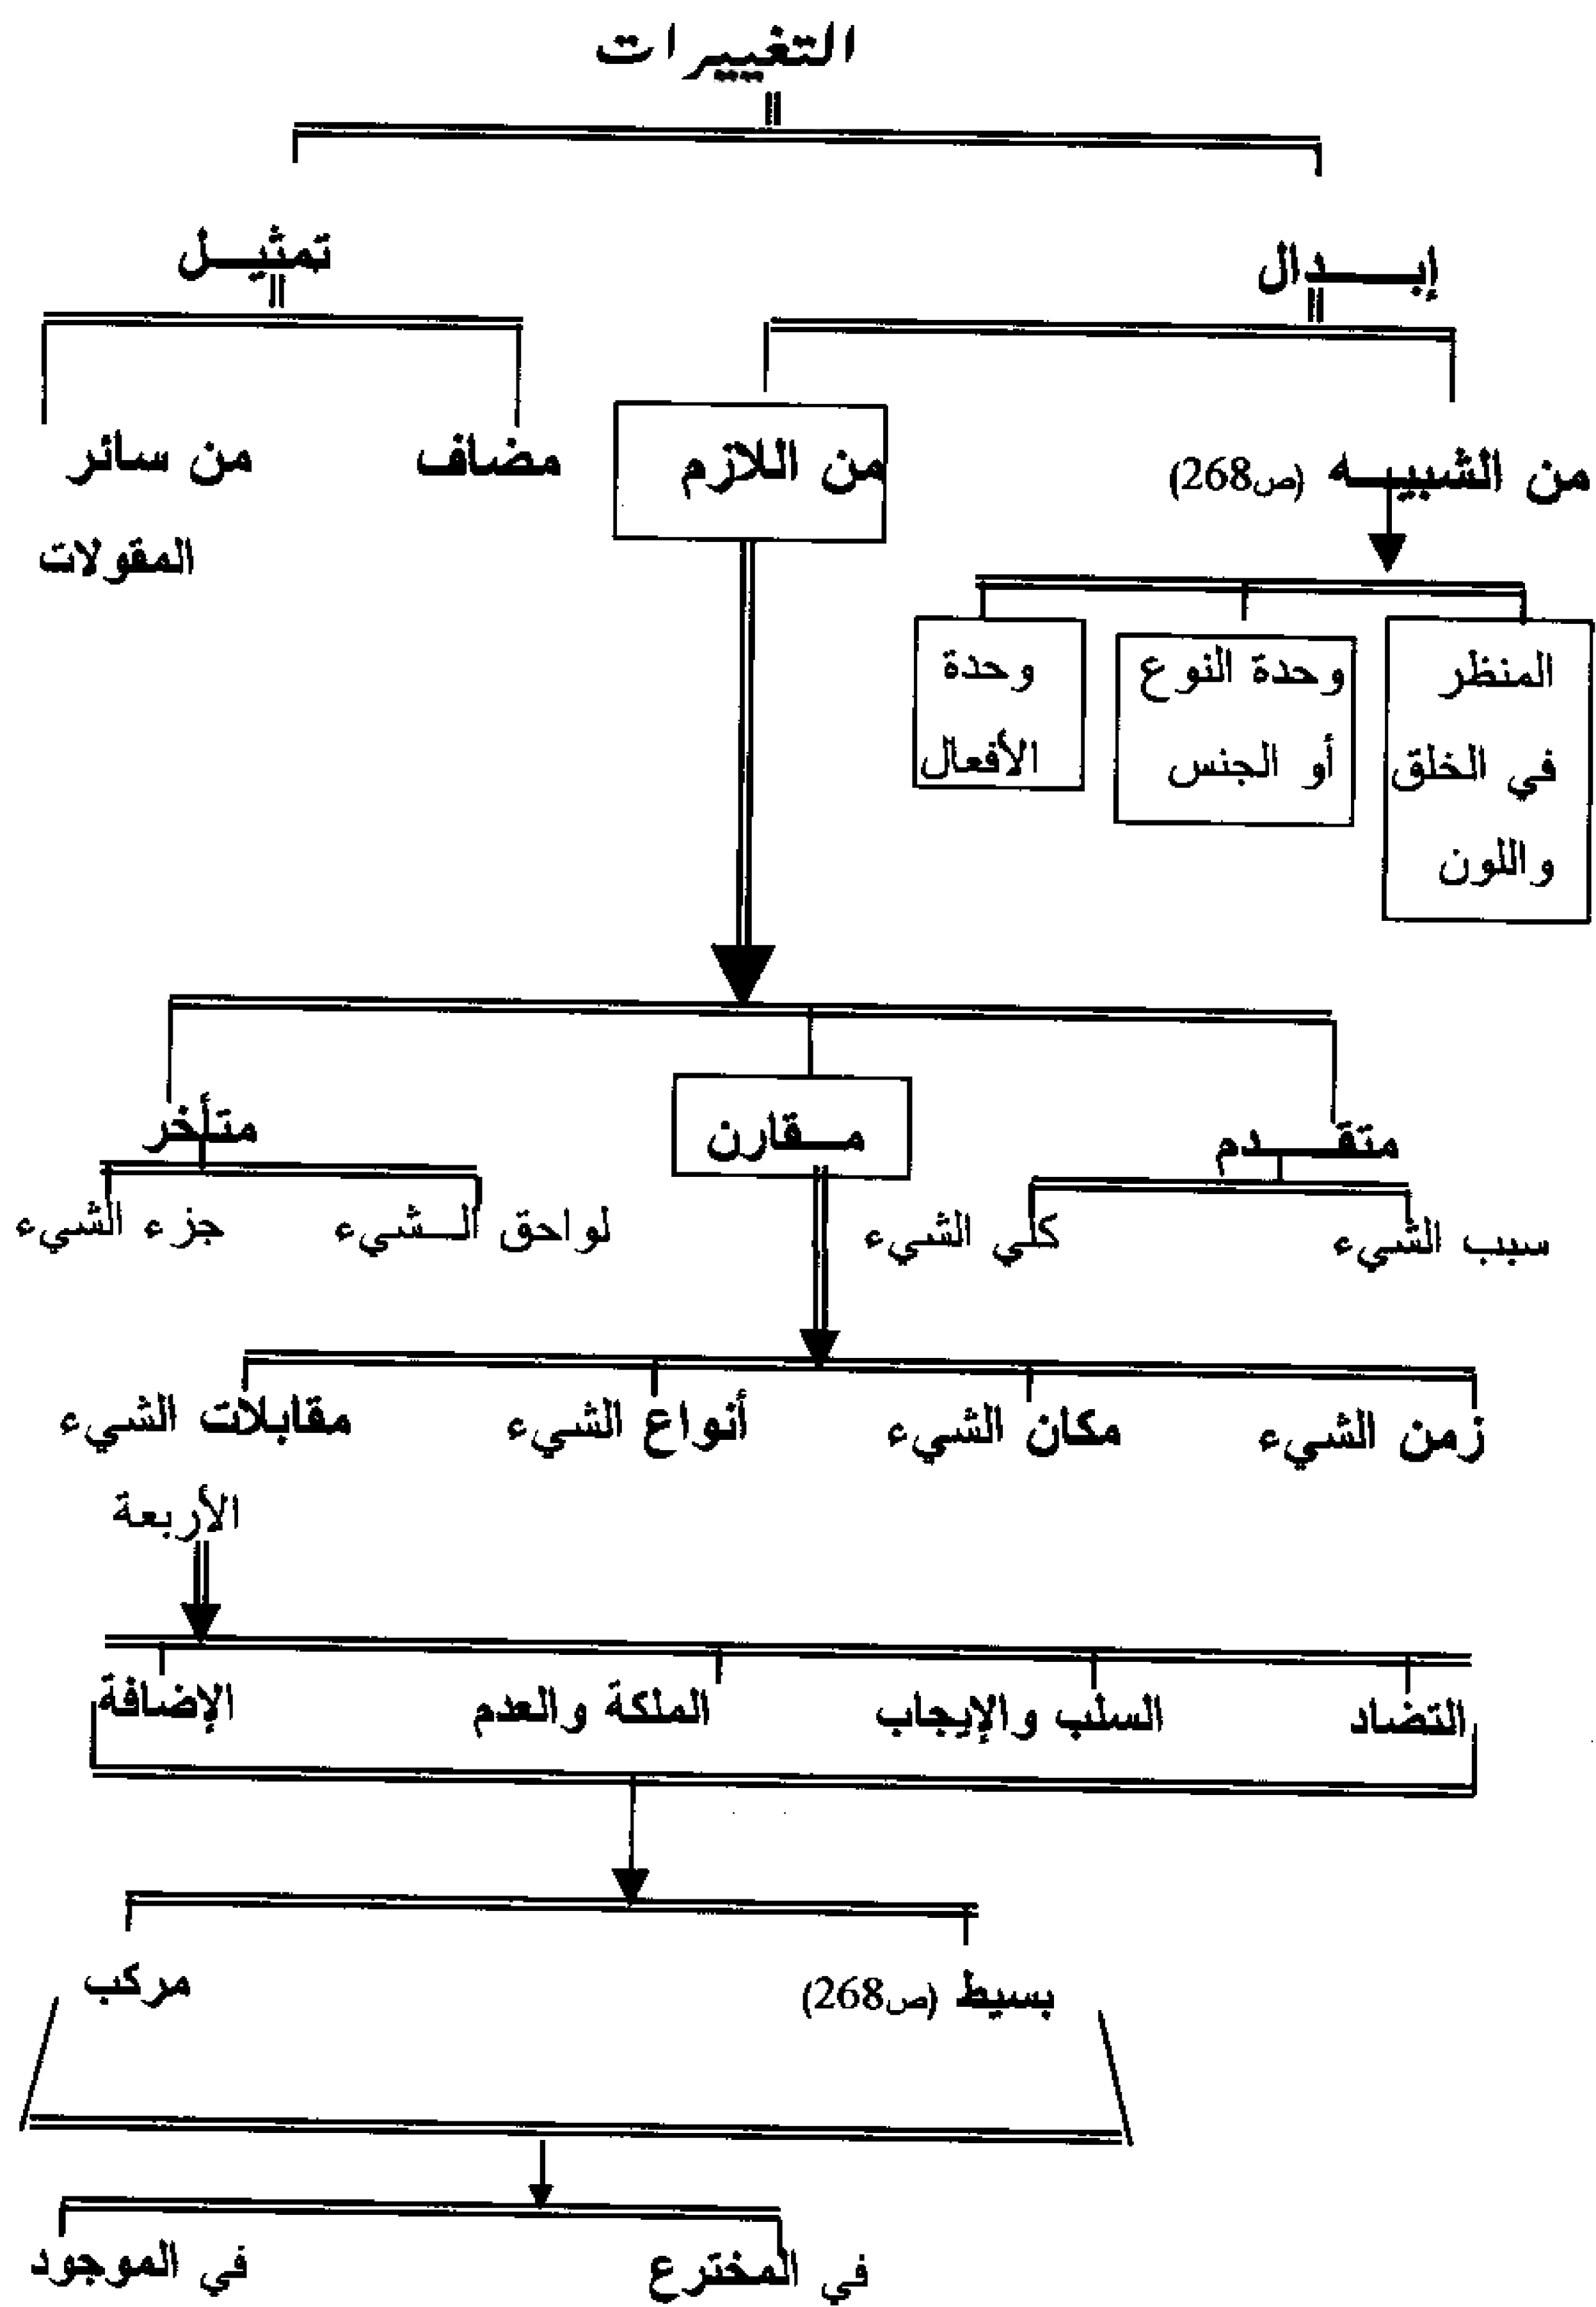 التغييرات
إبـــدال
تمثيـــل
من الشبيـــه (ص268)
من اللازم
مضاف
من سائر
المقولات
المنظر
في الخلق
واللون
وحدة النوع
أو الجنس
وحدة
الأفعال
متقـــدم
مـــقارن
متأخر
سبب الشيء
كلي الشيء
لواحق الـــشيء
جزء الشيء
زمن الشيء
مكان الشيء
أنواع الشيء
مقابلات الشيء
الأربعة
التضاد
السلب والإيجاب
الملكة والعدم
الإضافة
بسيط (ص268)
مركب
في المخترع
في الموجود